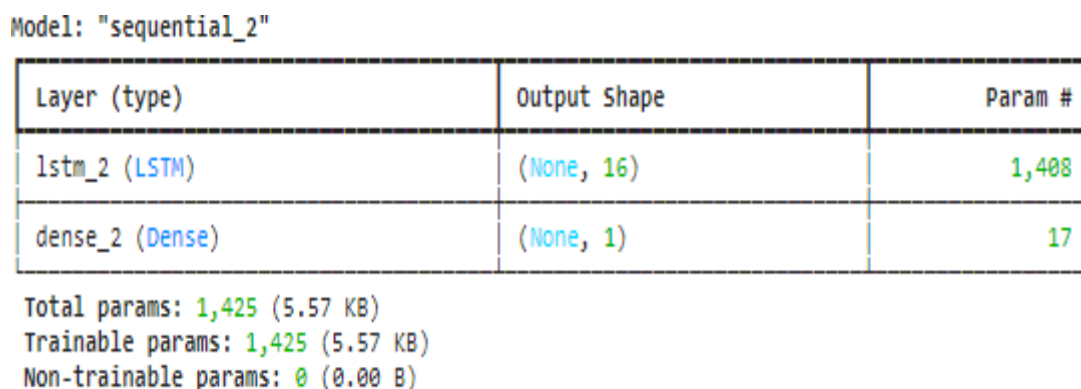 Model: "sequential_2"
Layer (type) Output Shape Param #
lstm_2 (LSTM) (None, 16) 1,408
dense_2 (Dense) (None, 1) 17
Total params: 1,425 (5.57 KB)
Trainable params: 1,425 (5.57 KB)
Non-trainable params: 0 (0.00 B)